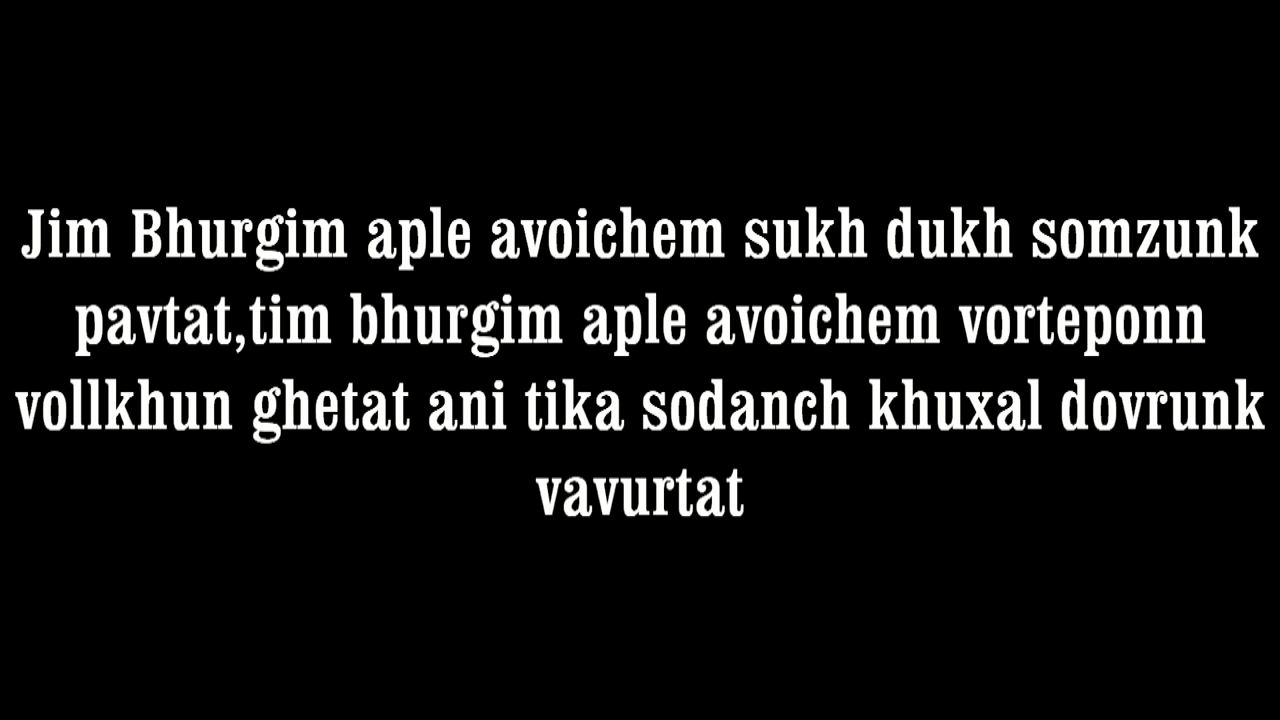 Jim Bhurgim aple avoichem sukh dukh somzunk
pavtat,tim bhurgim aple avoichem vorteponn
vollkhun ghetat ani tika sodanch khuxal dovrunk
vavurtat